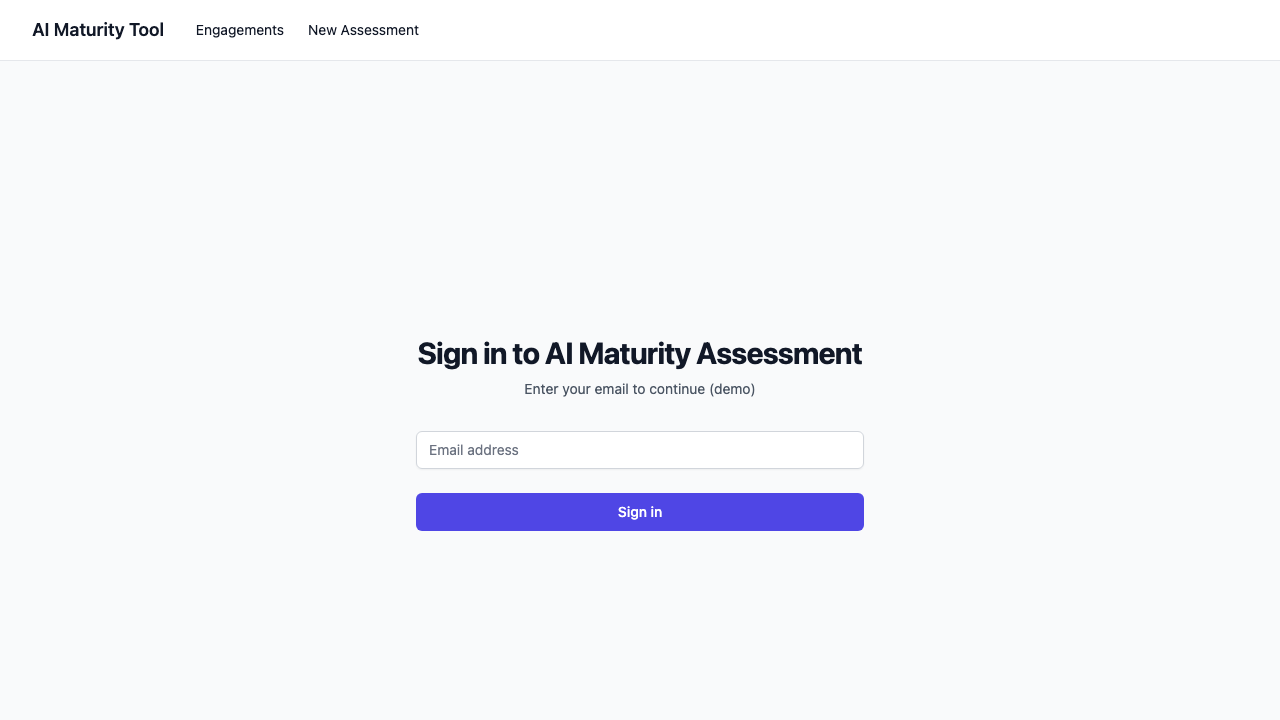 AI Maturity Tool Engagements New Assessment
Sign in to AI Maturity Assessment
Enter your email to continue (demo)
Email address
Sign in